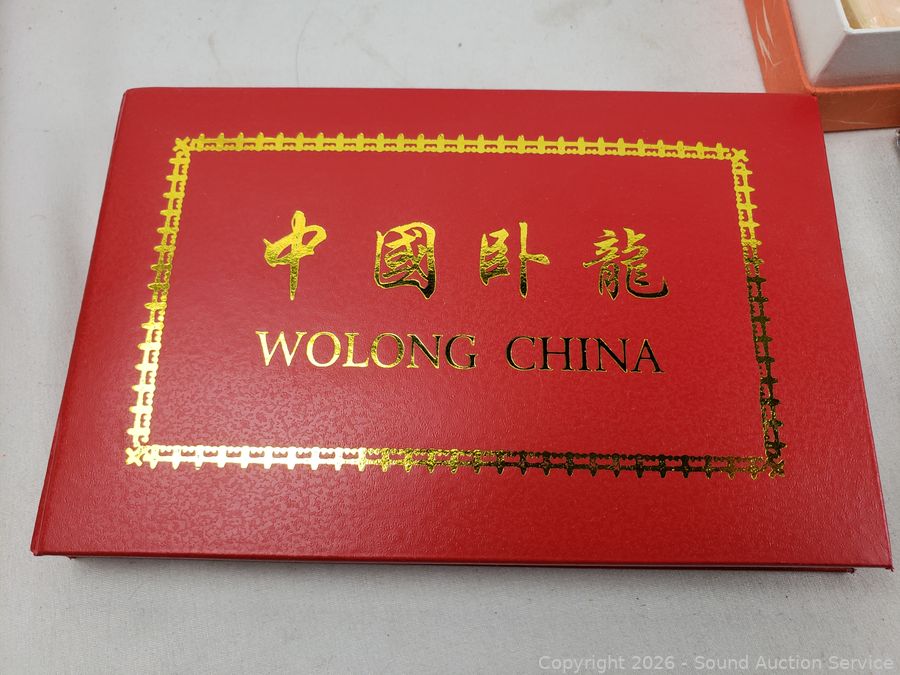 中國卧龍
WOLONG CHINA
Copyright 2026 - Sound Auction Service